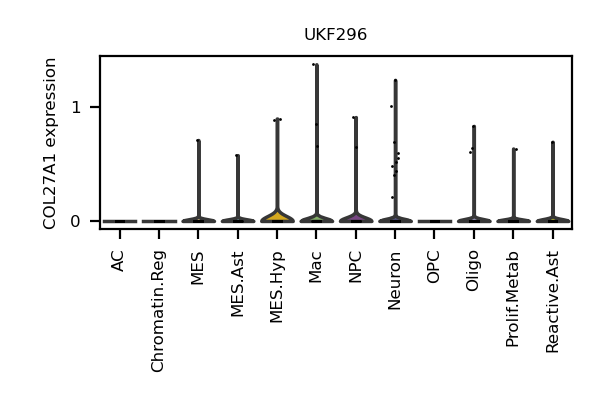 UKF296
COL27A1 expression
1
0
AC
Chromatin.Reg
MES
MES.Ast
MES.Hyp
Mac
NPC
Neuron
OPC
Oligo
Prolif.Metab
Reactive.Ast